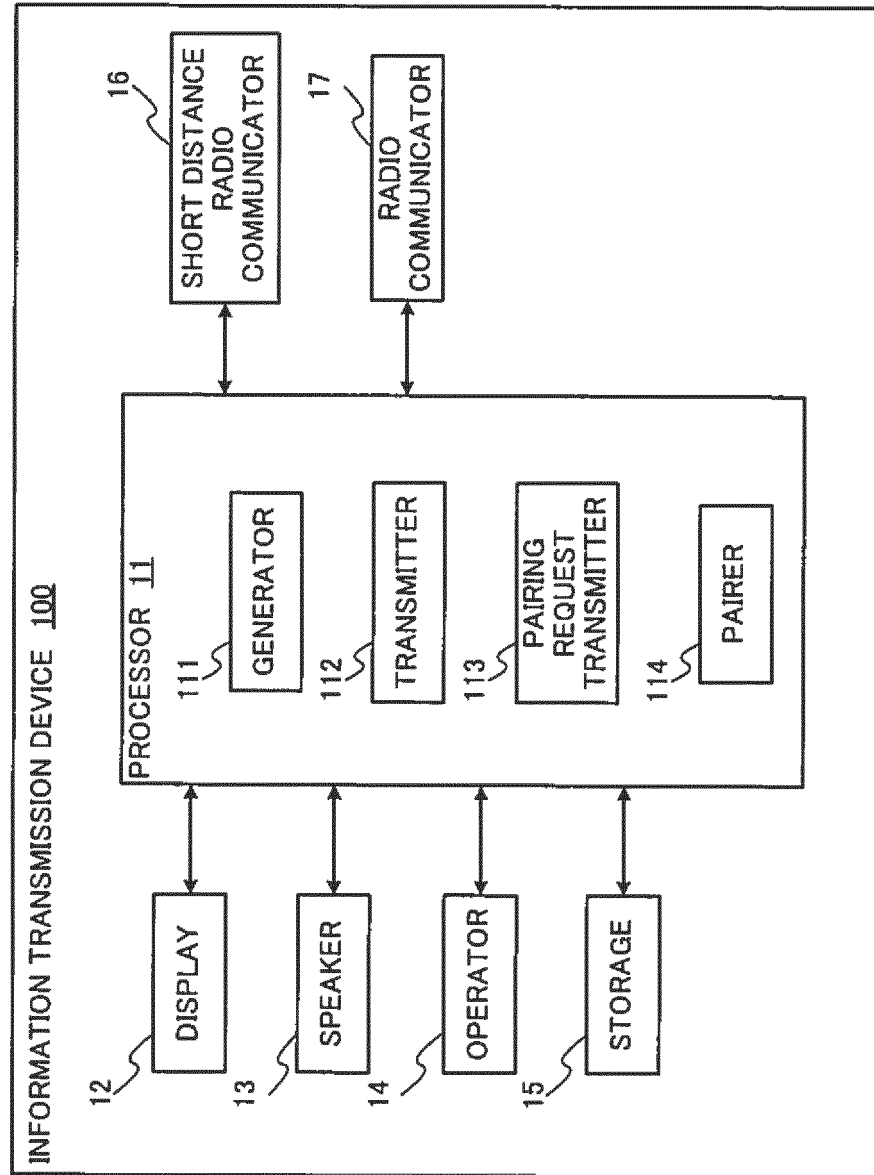 INFORMATION TRANSMISSION DEVICE 100
12
DISPLAY
13
SPEAKER
14
OPERATOR
15
STORAGE
PROCESSOR 11
111
GENERATOR
112
TRANSMITTER
113
PAIRING
REQUEST
TRANSMITTER
114
PAIRER
16
SHORT DISTANCE
RADIO
COMMUNICATOR
17
RADIO
COMMUNICATOR